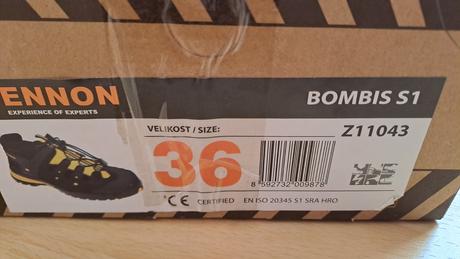 ENNON
EXPERIENCE OF EXPERTS
BOMBIS S1
VELIKOST / SIZE:
Z11043
36
8 592732 009878
CE CERTIFIED EN ISO 20345 S1 SRA HRO